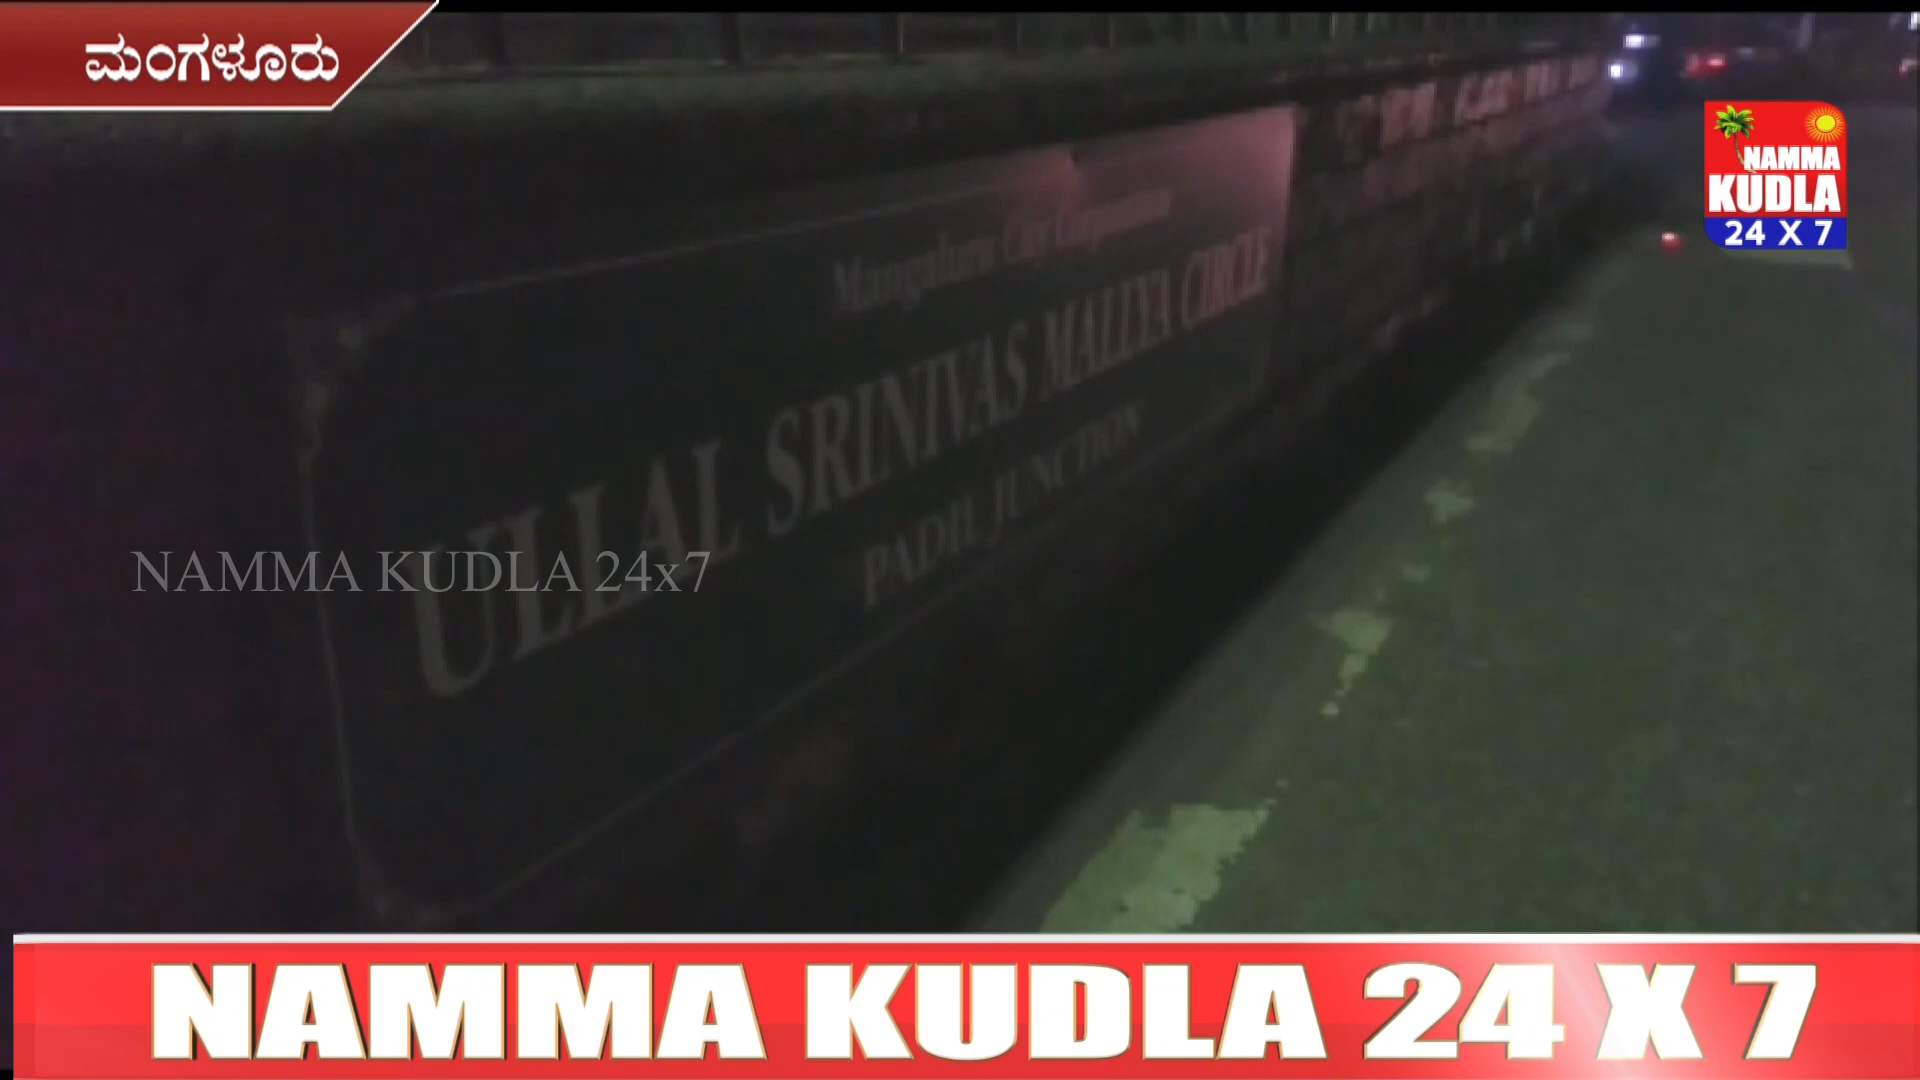 ಮಂಗಳೂರು
NAMMA
KUDLA
24 X 7
Mangaluru City Corporation
ULLAL SRINIVAS MALLYA CIRCLE
PADIL JUNCTION
NAMMA KUDLA 24x7
NAMMA KUDLA 24 X 7